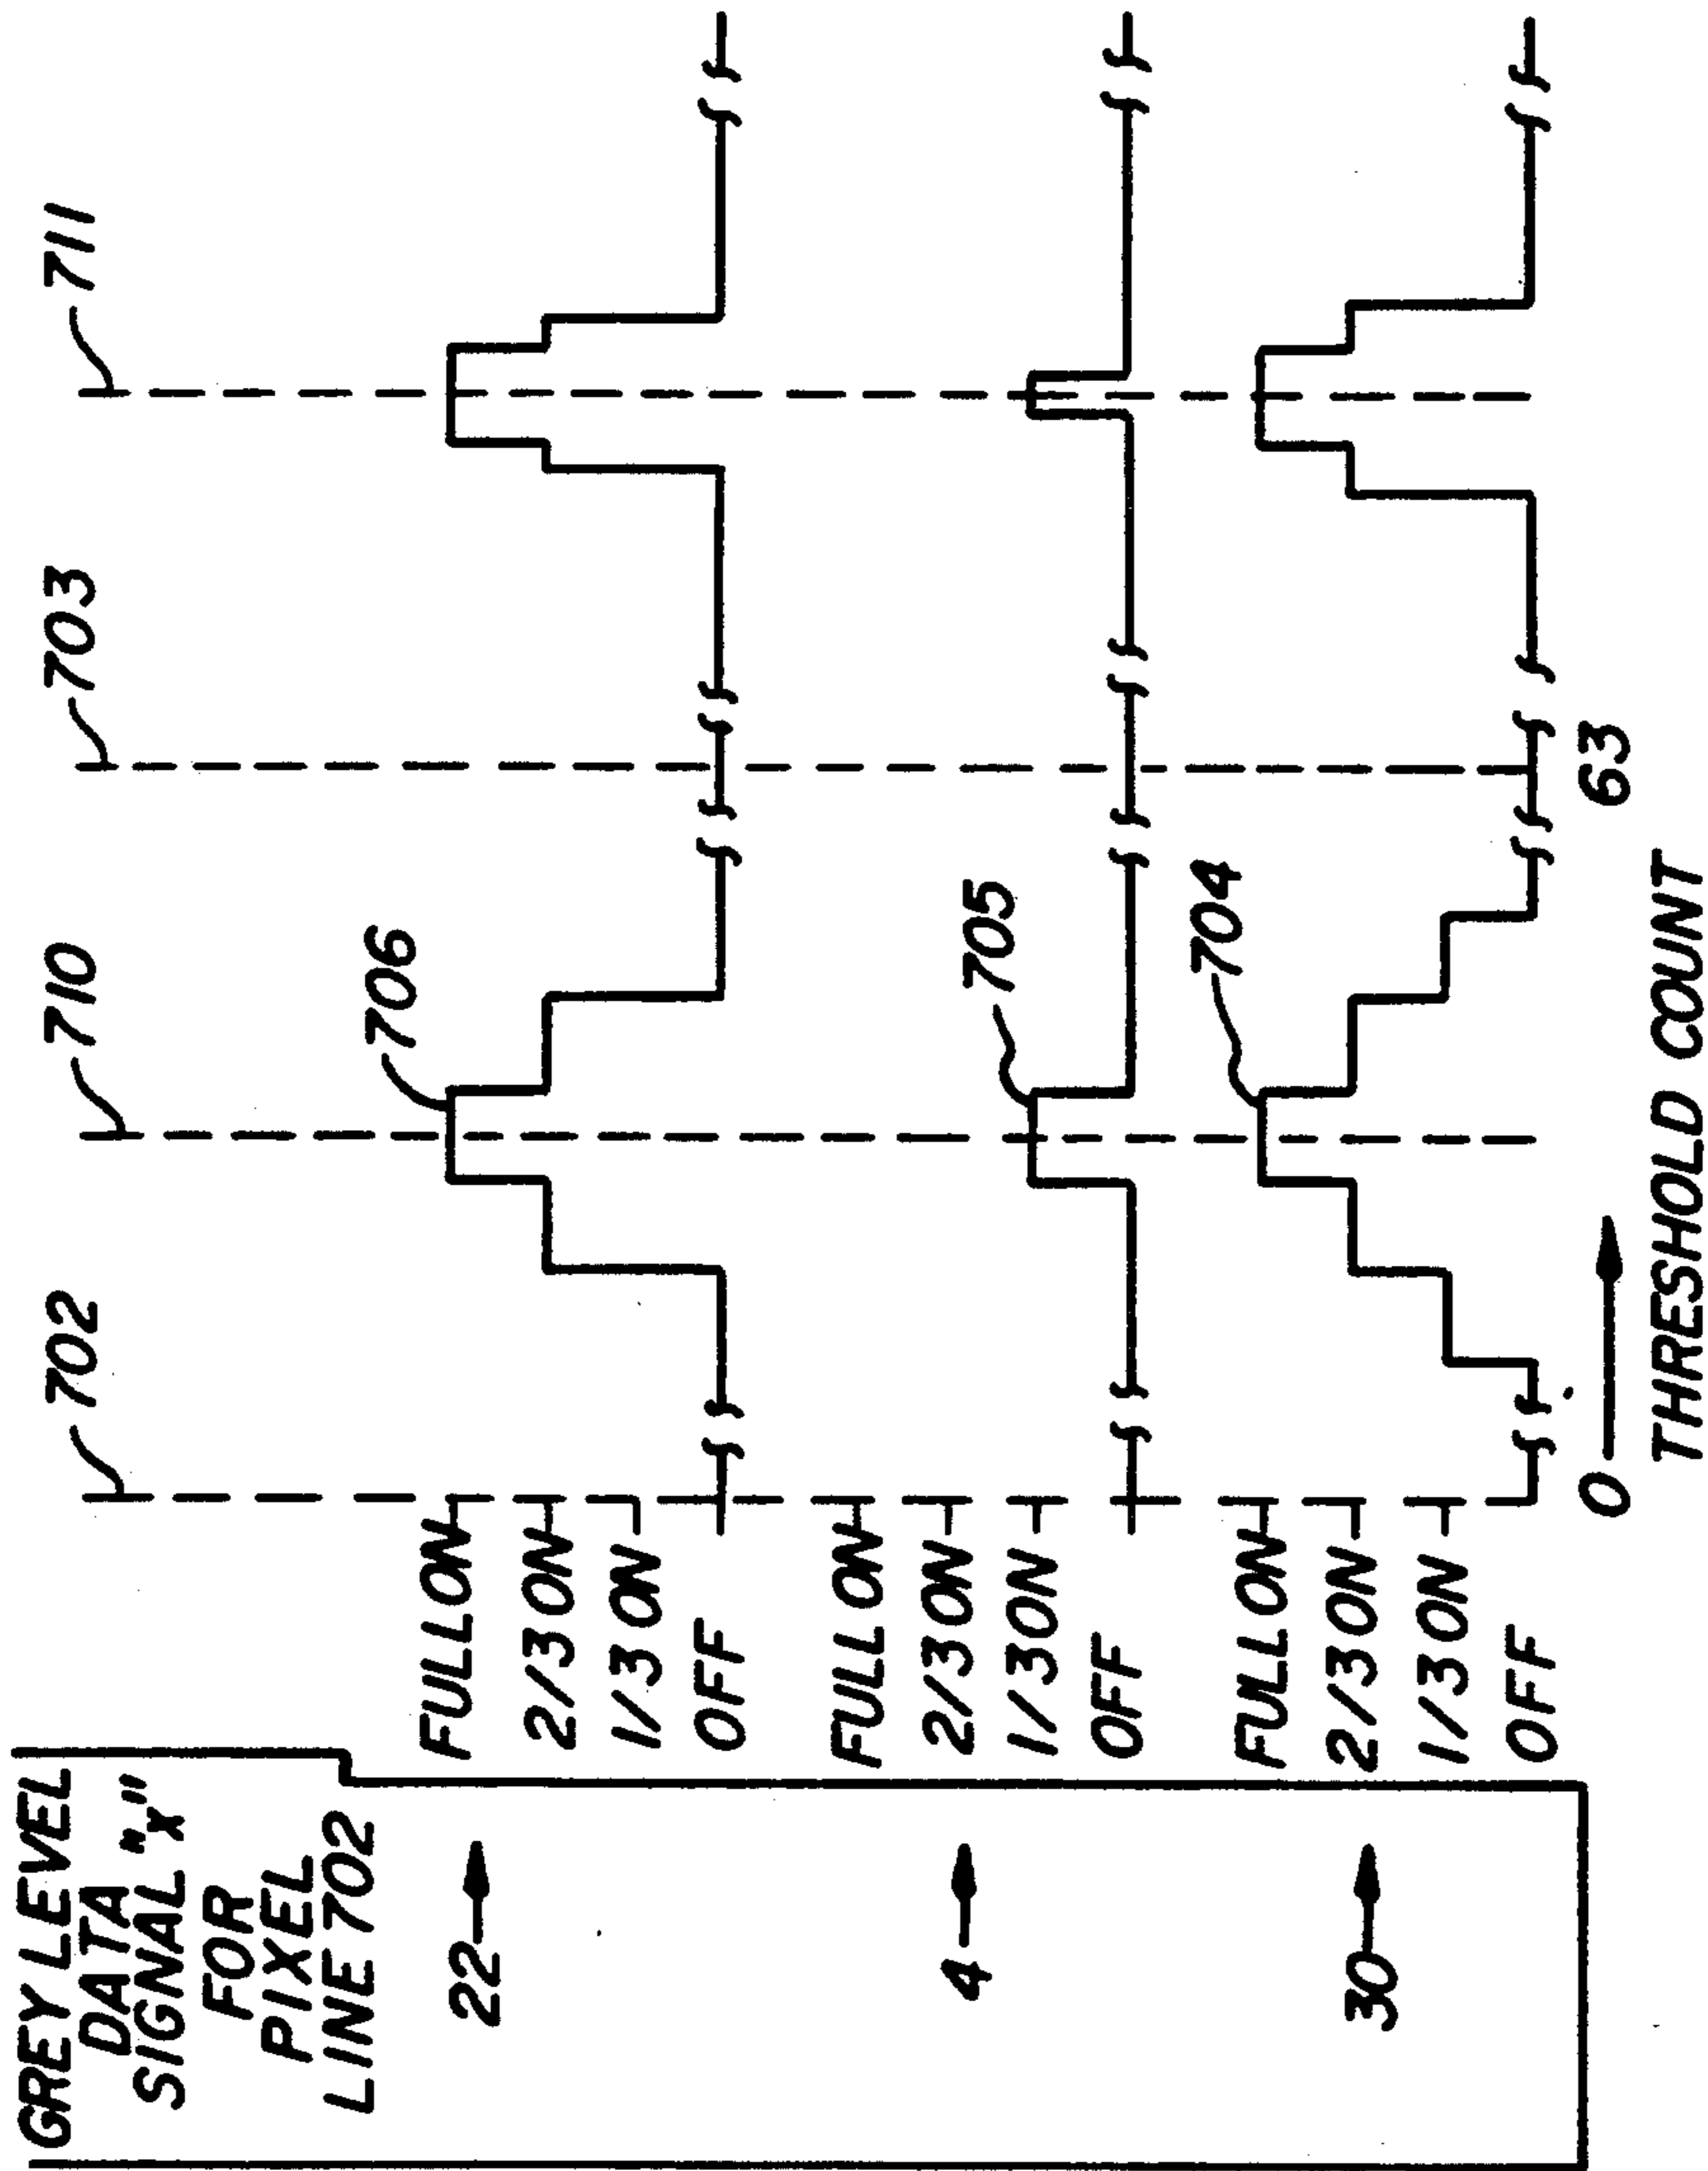 GREY LEVEL
DATA
SIGNAL "X"
FOR
PIXEL
LINE 702
702
710
703
711
22
FULL ON
2/3 ON
1/3 ON
OFF
706
4
FULL ON
2/3 ON
1/3 ON
OFF
705
30
FULL ON
2/3 ON
1/3 ON
OFF
704
0
63
THRESHOLD COUNT